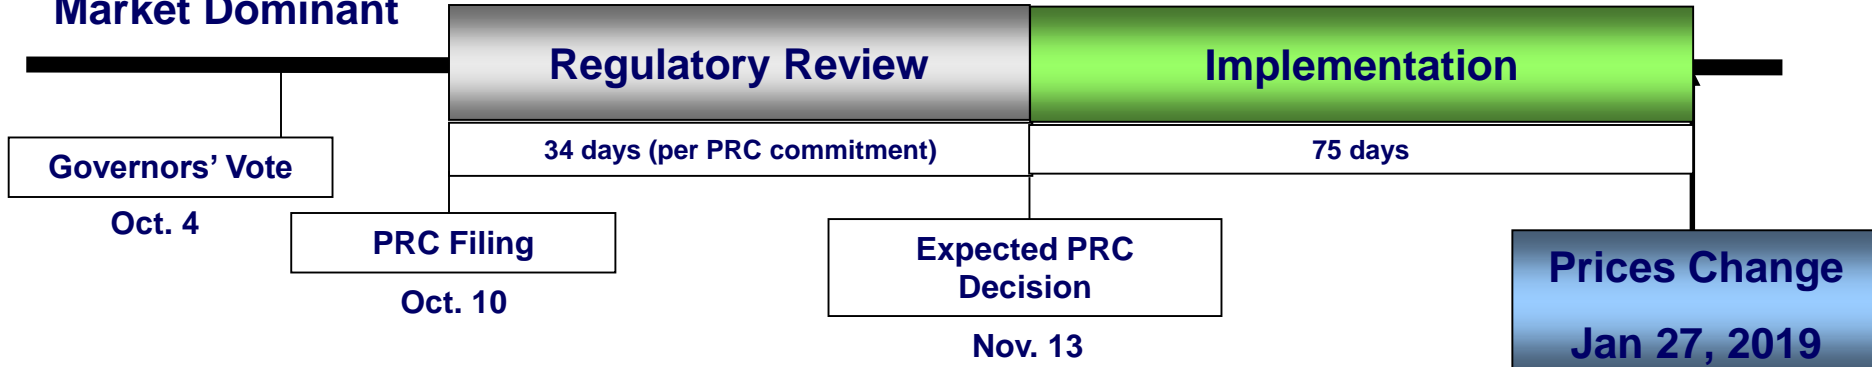 Market Dominant
Regulatory Review
Implementation
34 days (per PRC commitment)
75 days
Governors’ Vote
Oct. 4
PRC Filing
Oct. 10
Expected PRC
Decision
Nov. 13
Prices Change
Jan 27, 2019